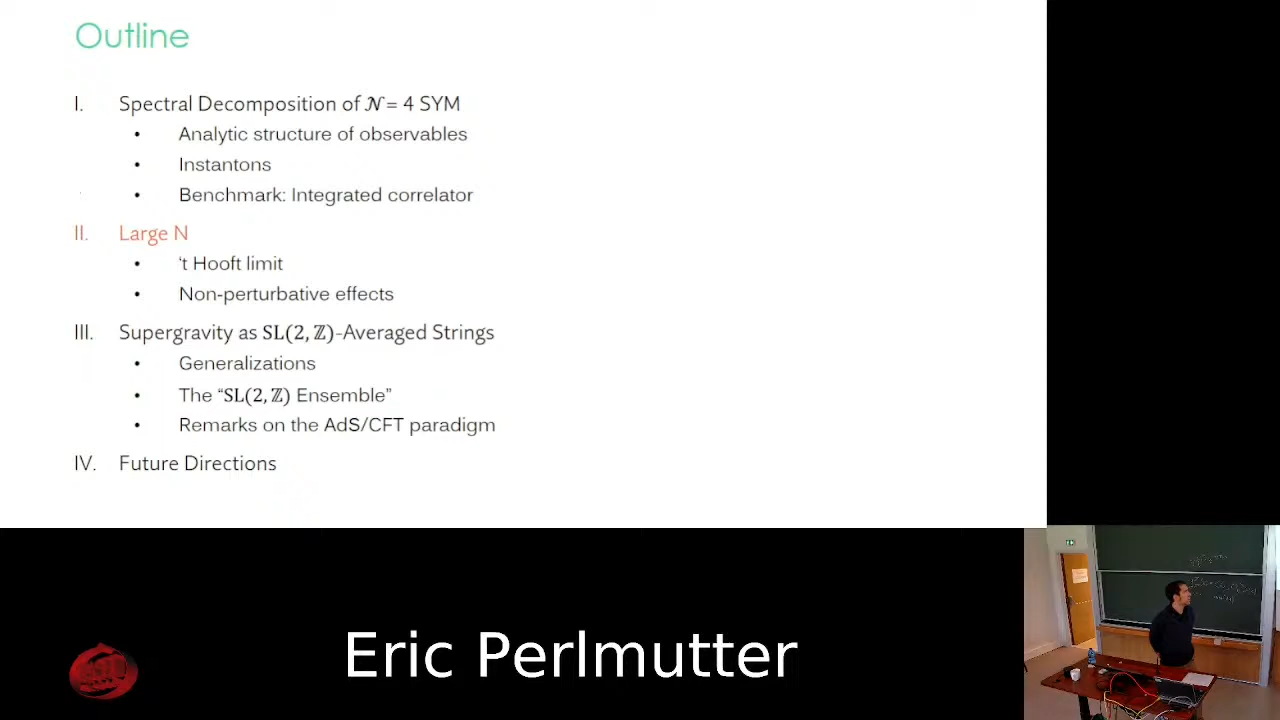 Outline
I. Spectral Decomposition of 𝒩 = 4 SYM
• Analytic structure of observables
• Instantons
• Benchmark: Integrated correlator
II. Large N
• ‘t Hooft limit
• Non-perturbative effects
III. Supergravity as SL(2, ℤ)-Averaged Strings
• Generalizations
• The “SL(2, ℤ) Ensemble”
• Remarks on the AdS/CFT paradigm
IV. Future Directions
Eric Perlmutter